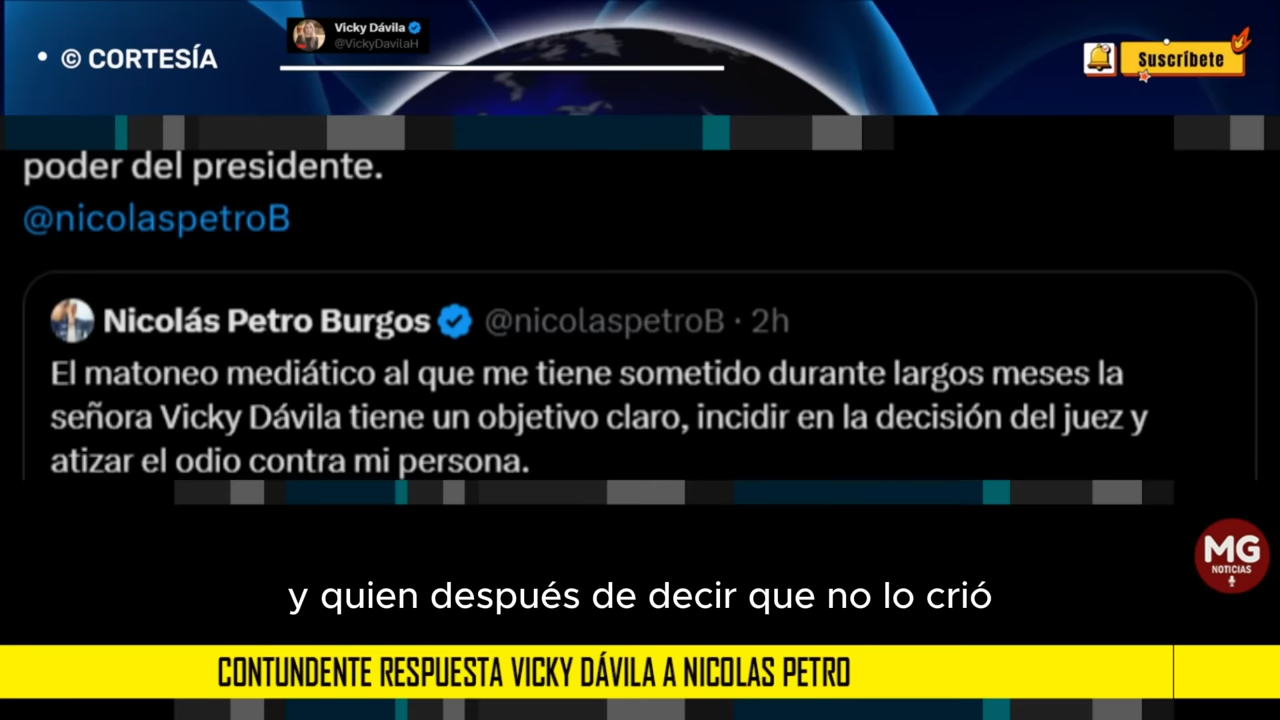 Vicky Dávila
@VickyDavilaH
• © CORTESÍA
Suscríbete
poder del presidente.
@nicolaspetroB
Nicolás Petro Burgos @nicolaspetroB · 2h
El matoneo mediático al que me tiene sometido durante largos meses la
señora Vicky Dávila tiene un objetivo claro, incidir en la decisión del juez y
atizar el odio contra mi persona.
MG
NOTICIAS
y quien después de decir que no lo crió
CONTUNDENTE RESPUESTA VICKY DÁVILA A NICOLAS PETRO